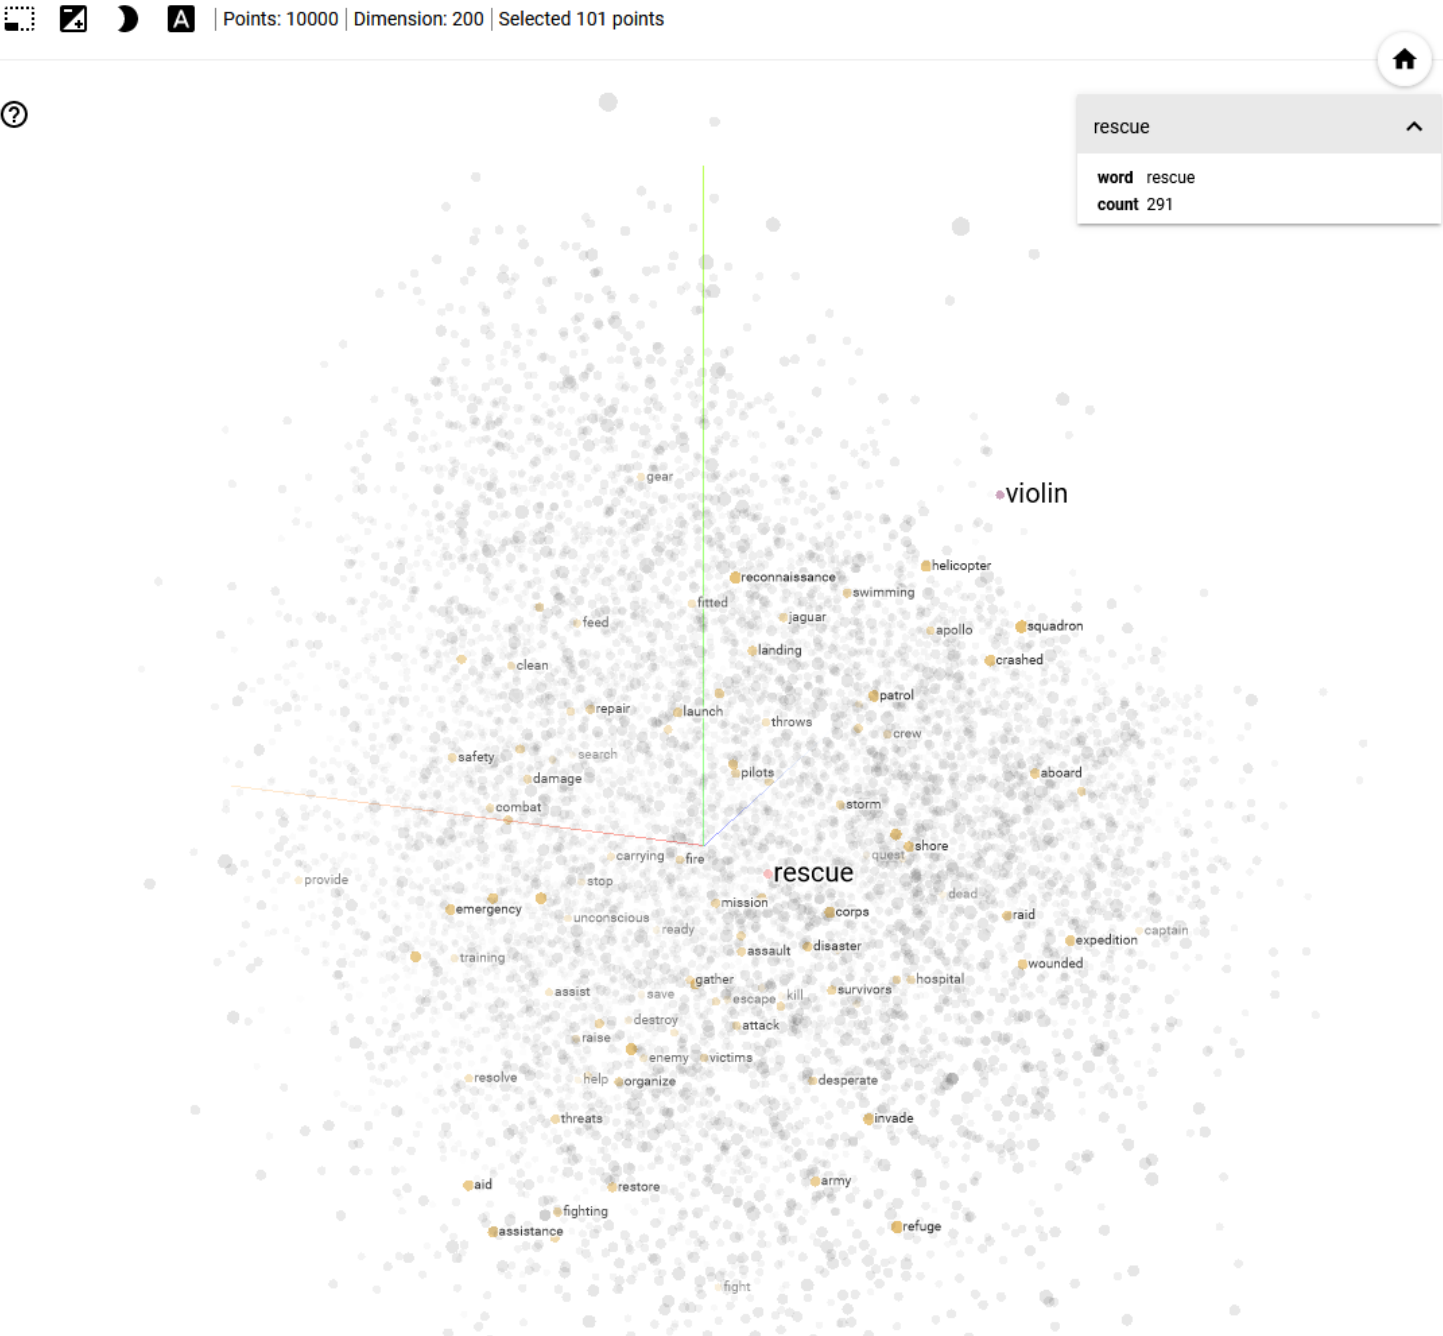 A
Points: 10000 | Dimension: 200 | Selected 101 points
rescue
word rescue
count 291
gear
violin
helicopter
reconnaissance
swimming
fitted
jaguar
feed
squadron
apollo
landing
crashed
clean
patrol
repair
launch
throws
crew
search
safety
pilots
aboard
damage
storm
combat
shore
quest
carrying
fire
rescue
provide
stop
dead
mission
emergency
corps
raid
unconscious
ready
captain
expedition
disaster
assault
training
wounded
gather
hospital
survivors
assist
save
kill
escape
destroy
attack
raise
enemy
victims
resolve
help
organize
desperate
threats
invade
army
aid
restore
fighting
refuge
assistance
fight